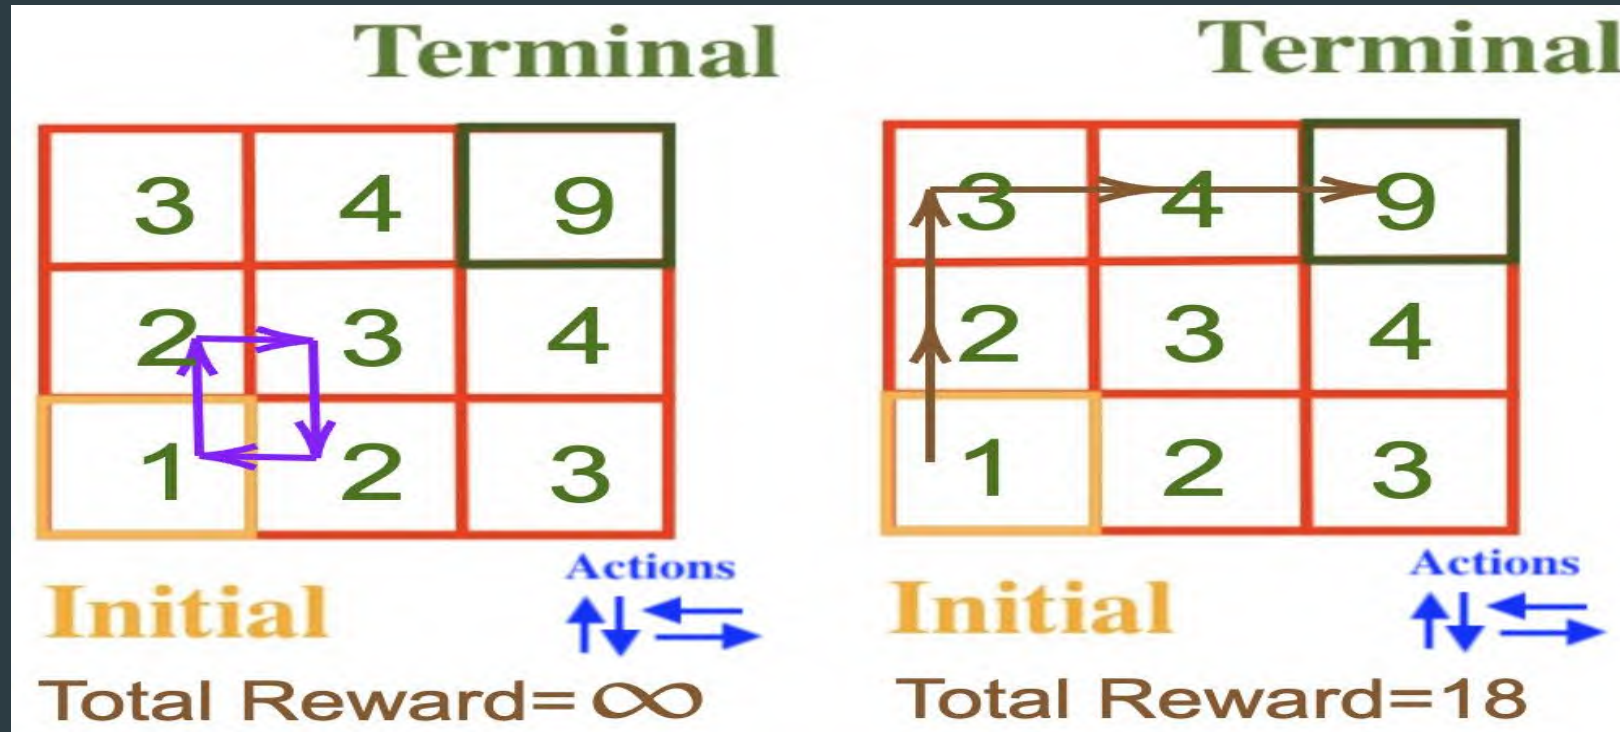 Terminal
3 4 9
2 3 4
1 2 3
Initial
Actions
Total Reward=∞
Terminal
3 4 9
2 3 4
1 2 3
Initial
Actions
Total Reward=18